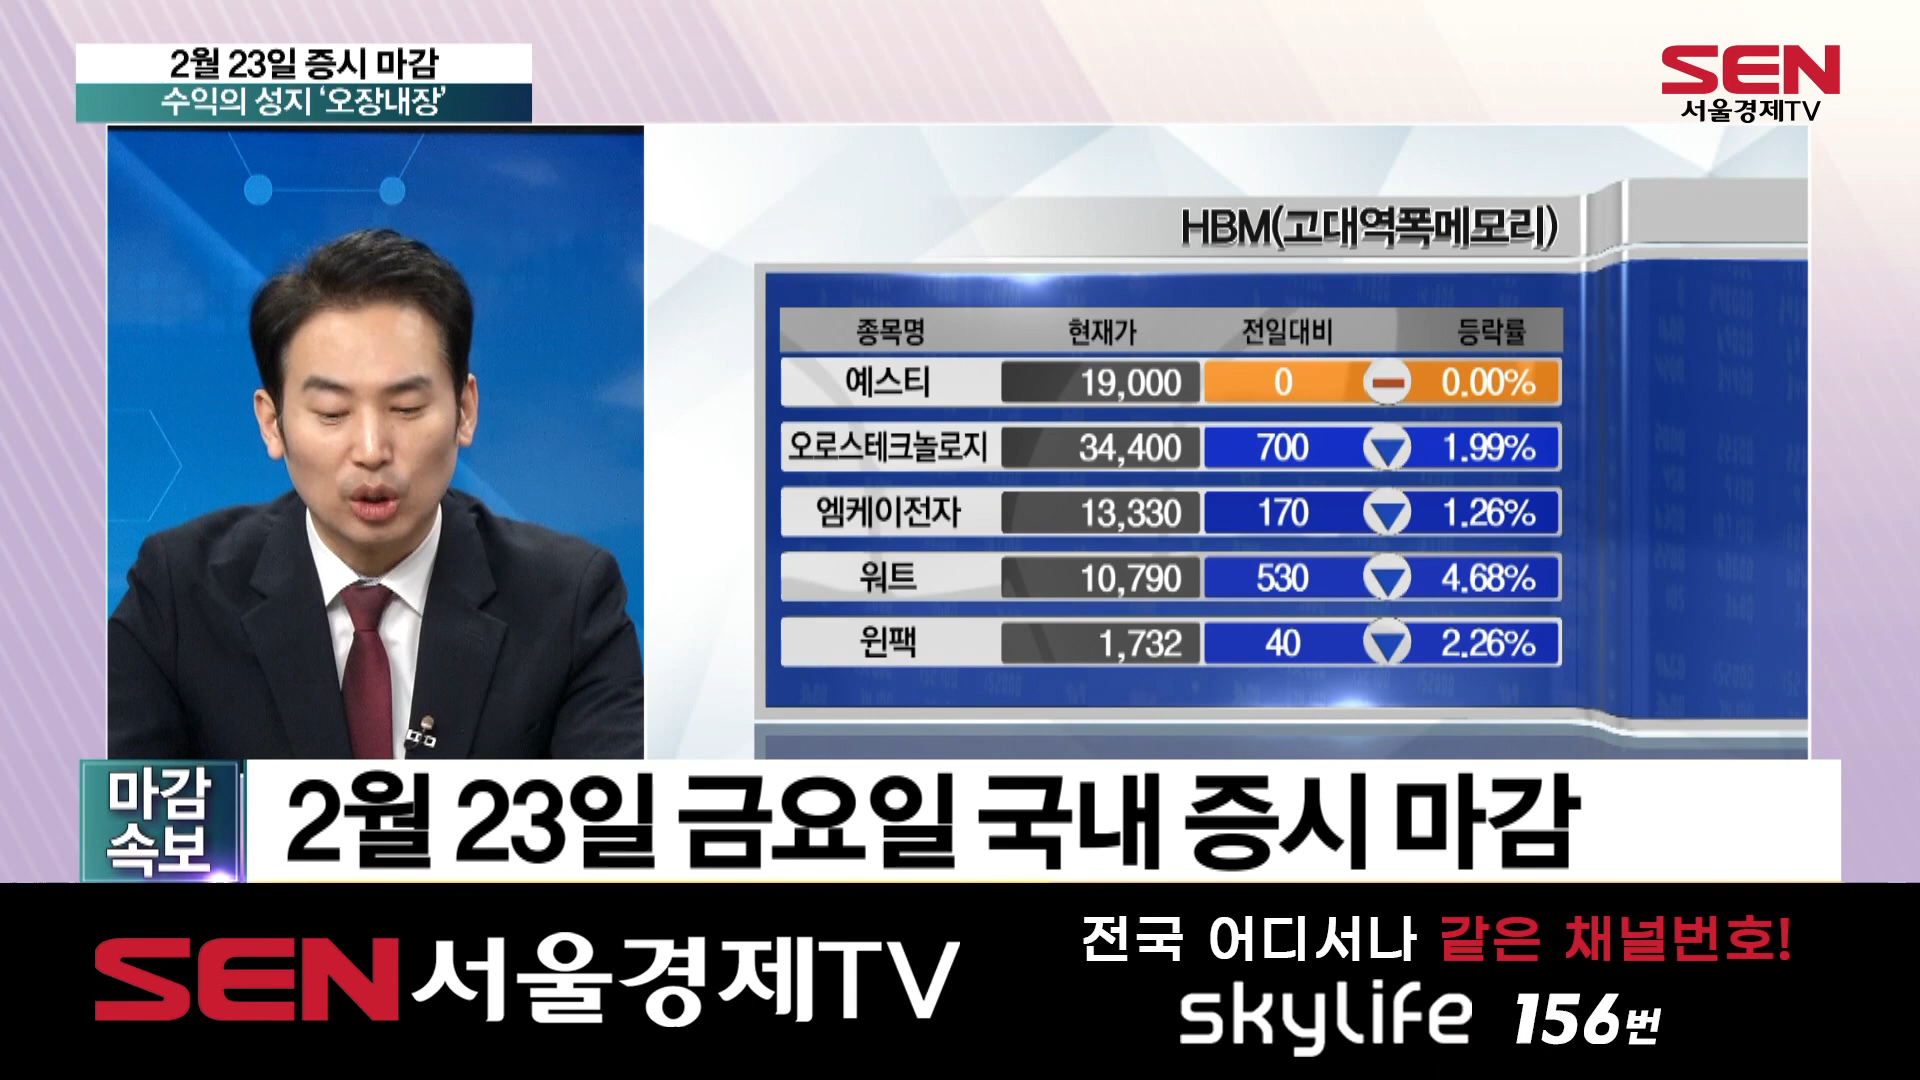 2월 23일 증시 마감
수익의 성지 ‘오장내장’
SEN
서울경제TV
HBM(고대역폭메모리)
종목명 현재가 전일대비 등락률
예스티 19,000 0 0.00%
오로스테크놀로지 34,400 700 ▼ 1.99%
엠케이전자 13,330 170 ▼ 1.26%
워트 10,790 530 ▼ 4.68%
윈팩 1,732 40 ▼ 2.26%
마감
속보
2월 23일 금요일 국내 증시 마감
SEN 서울경제TV
전국 어디서나 같은 채널번호!
skylife 156번